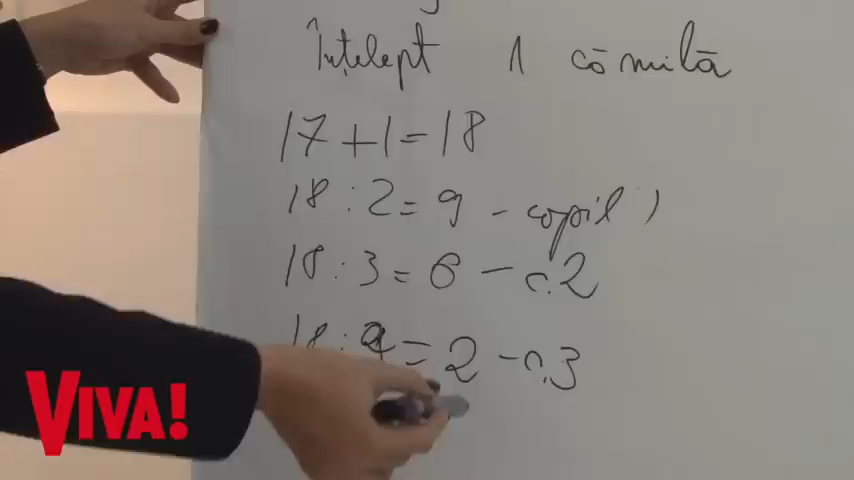 Înțelept 1 cămilă
17+1=18
18:2=9 - copil 1
18:3=6 - c.2
18:9=2 - c.3
VIVA!